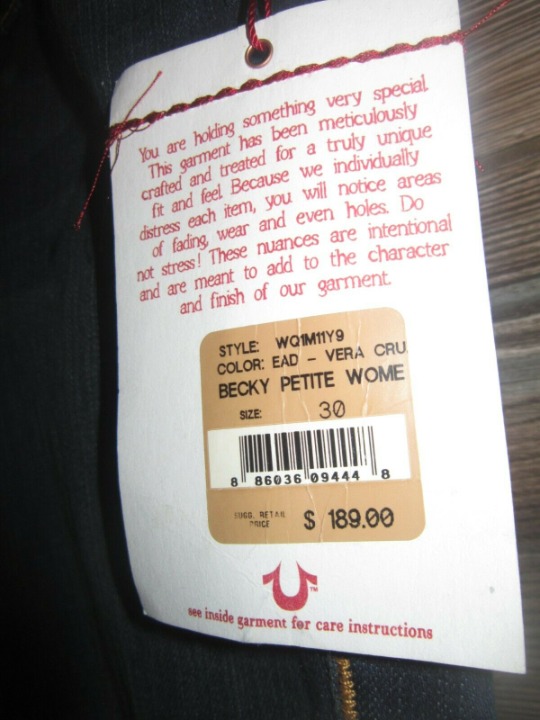 You are holding something very special.
This garment has been meticulously
crafted and treated for a truly unique
fit and feel. Because we individually
distress each item, you will notice areas
of fading, wear and even holes. Do
not stress! These nuances are intentional
and are meant to add to the character
and finish of our garment.
STYLE: WQ1M11Y9
COLOR: EAD - VERA CRU
BECKY PETITE WOME
SIZE: 30
8 86036 09444 8
SUGG. RETAIL
PRICE $ 189.00
TM
see inside garment for care instructions